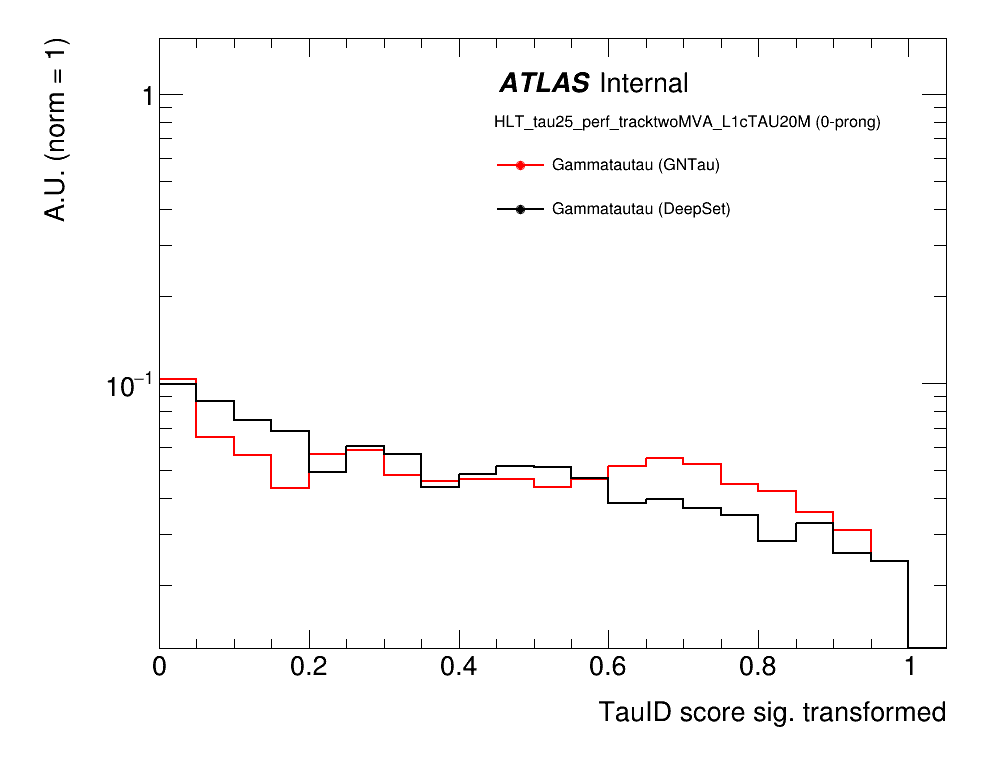 A.U. (norm = 1)
ATLAS Internal
HLT_tau25_perf_tracktwoMVA_L1cTAU20M (0-prong)
Gammatautau (GNTau)
Gammatautau (DeepSet)
1
10⁻¹
0 0.2 0.4 0.6 0.8 1
TauID score sig. transformed